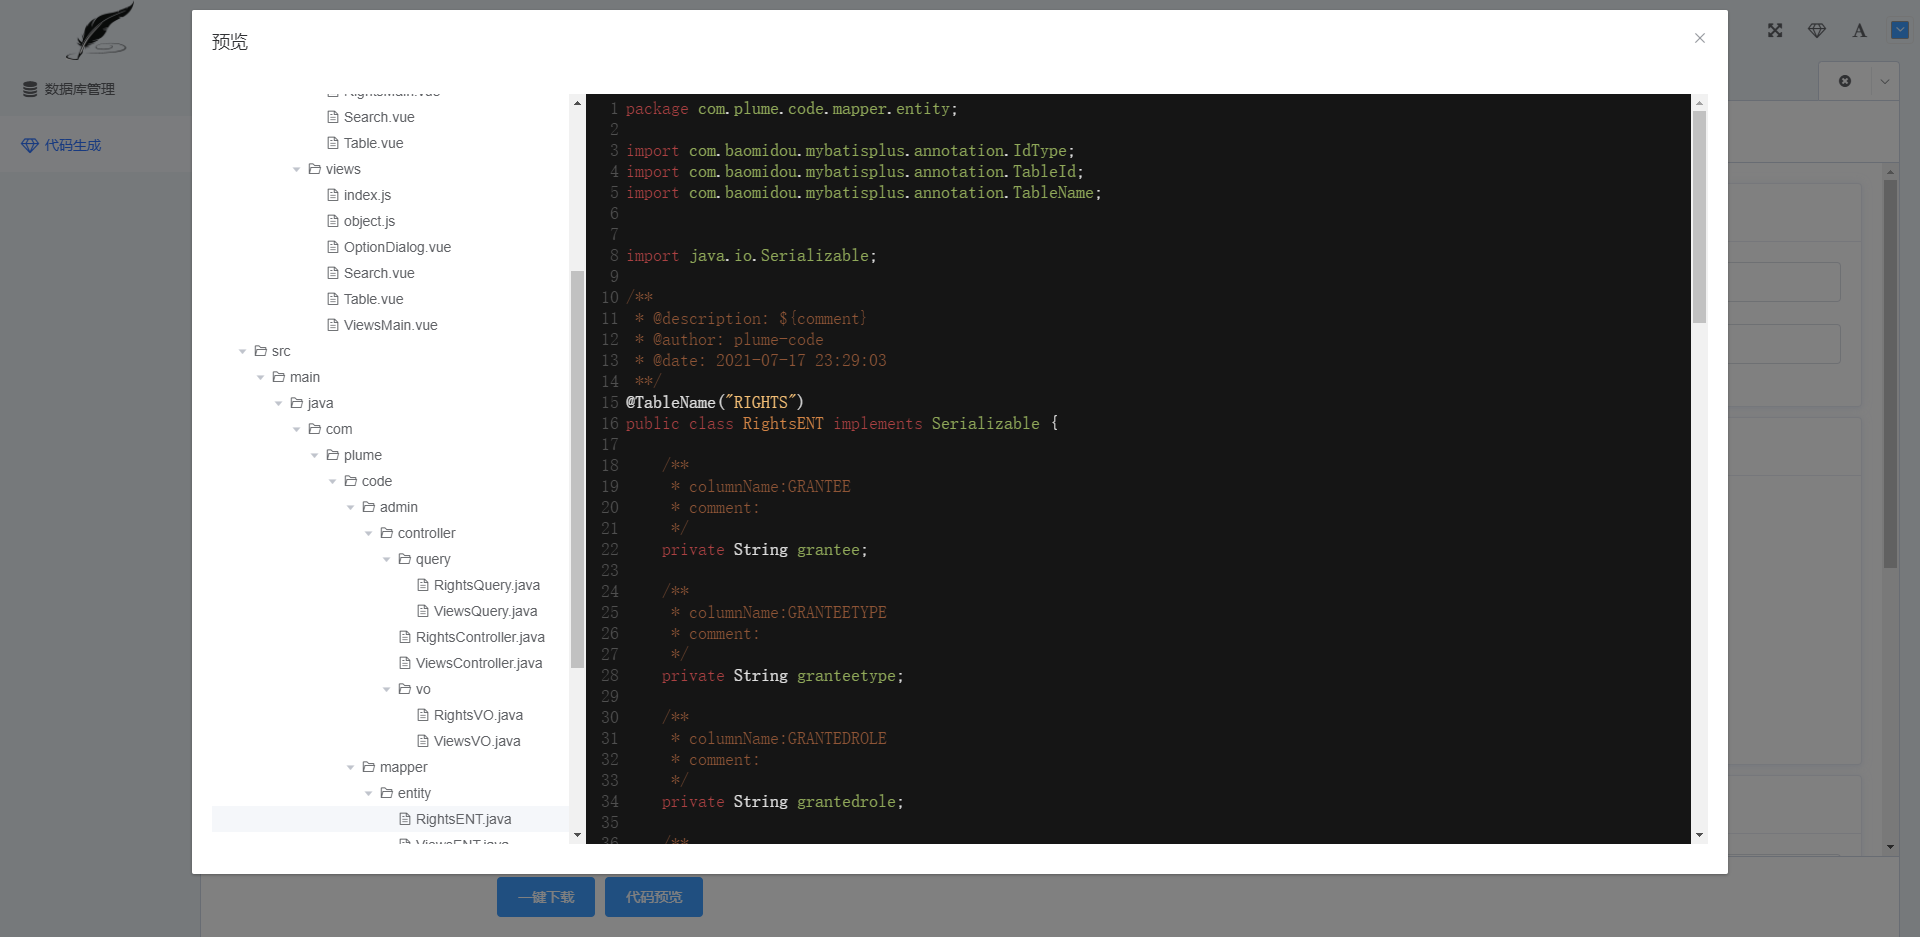 预览
数据库管理
代码生成
RightsMain.vue
Search.vue
Table.vue
views
index.js
object.js
OptionDialog.vue
Search.vue
Table.vue
ViewsMain.vue
src
main
java
com
plume
code
admin
controller
query
RightsQuery.java
ViewsQuery.java
RightsController.java
ViewsController.java
vo
RightsVO.java
ViewsVO.java
mapper
entity
RightsENT.java
ViewsENT.java
1 package com.plume.code.mapper.entity;
2
3 import com.baomidou.mybatisplus.annotation.IdType;
4 import com.baomidou.mybatisplus.annotation.TableId;
5 import com.baomidou.mybatisplus.annotation.TableName;
6
7
8 import java.io.Serializable;
9
10 /**
11 * @description: ${comment}
12 * @author: plume-code
13 * @date: 2021-07-17 23:29:03
14 **/
15 @TableName("RIGHTS")
16 public class RightsENT implements Serializable {
17
18 /**
19 * columnName:GRANTEE
20 * comment:
21 */
22 private String grantee;
23
24 /**
25 * columnName:GRANTEETYPE
26 * comment:
27 */
28 private String granteetype;
29
30 /**
31 * columnName:GRANTEDROLE
32 * comment:
33 */
34 private String grantedrole;
35
36 /**
一键下载
代码预览